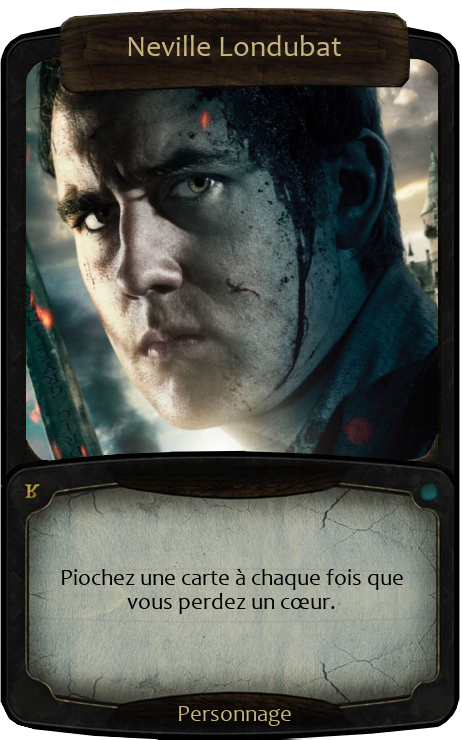 Neville Londubat
Piochez une carte à chaque fois que
vous perdez un cœur.
Personnage